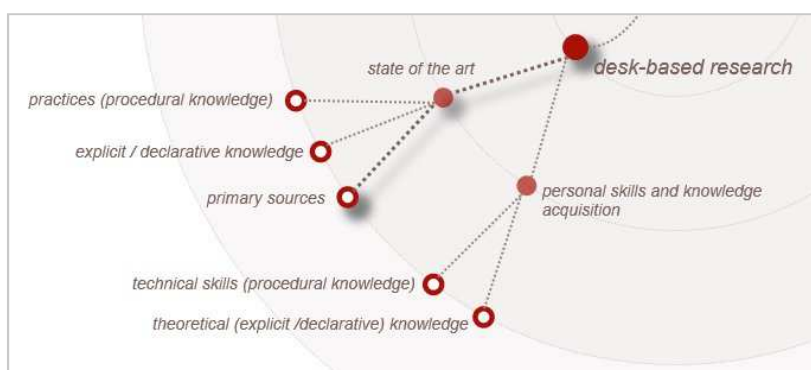 state of the art
desk-based research
practices (procedural knowledge)
explicit / declarative knowledge
primary sources
personal skills and knowledge
acquisition
technical skills (procedural knowledge)
theoretical (explicit /declarative) knowledge